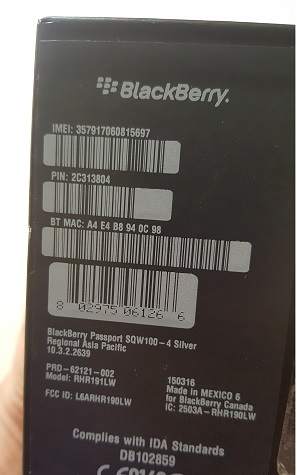 BlackBerry.
IMEI: 357917060815697
PIN: 2C313804
BT MAC: A4 E4 B8 94 0C 98
8 02975 06126 6
BlackBerry Passport SQW100-4 Silver
Regional Asia Pacific
10.3.2.2639
PRD-62121-002
Model: RHR191LW
FCC ID: L6ARHR190LW
150316
Made in MEXICO 6
for BlackBerry Canada
IC: 2503A-RHR190LW
Complies with IDA Standards
DB102859